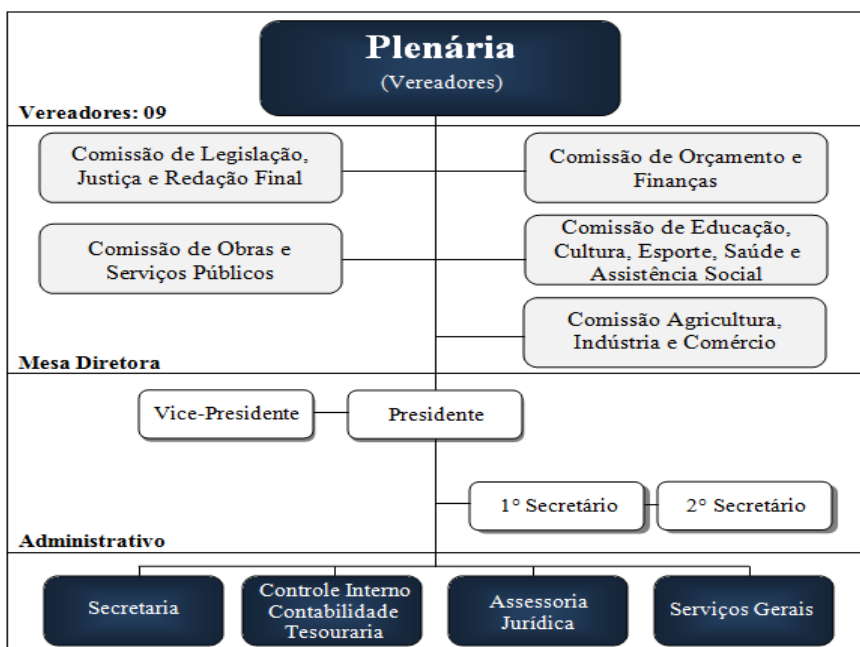 Plenária
(Vereadores)
Vereadores: 09
Comissão de Legislação,
Justiça e Redação Final
Comissão de Orçamento e
Finanças
Comissão de Obras e
Serviços Públicos
Comissão de Educação,
Cultura, Esporte, Saúde e
Assistência Social
Comissão Agricultura,
Indústria e Comércio
Mesa Diretora
Vice-Presidente
Presidente
1° Secretário
2° Secretário
Administrativo
Secretaria
Controle Interno
Contabilidade
Tesouraria
Assessoria
Jurídica
Serviços Gerais